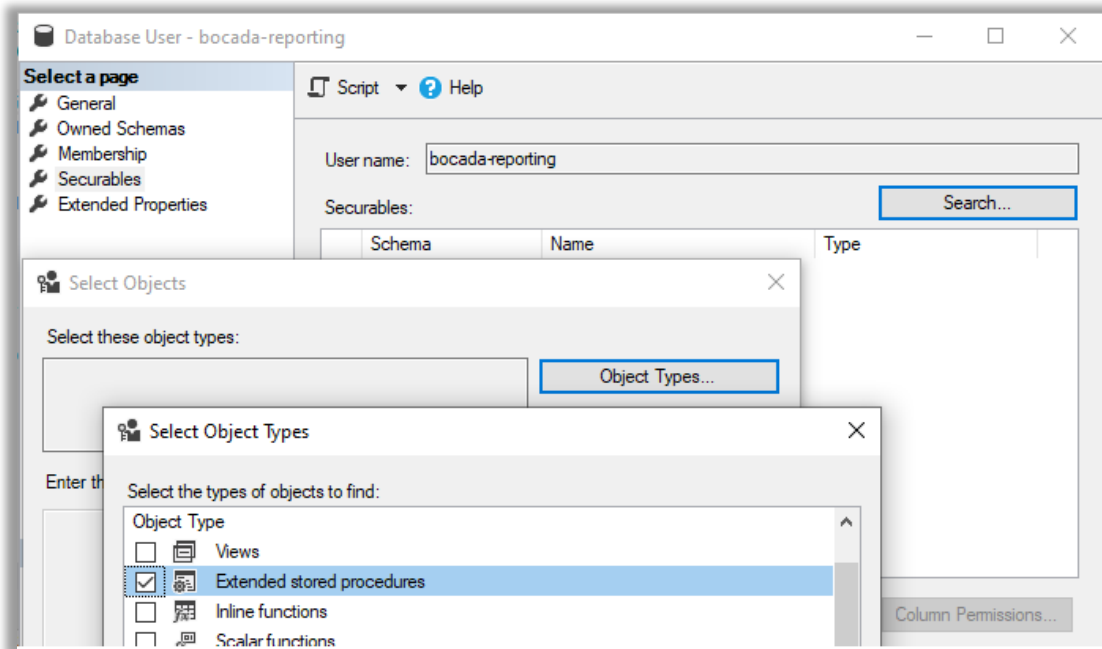 Database User - bocada-reporting
Select a page
General
Owned Schemas
Membership
Securables
Extended Properties
Script
Help
User name:
bocada-reporting
Securables:
Search...
Schema
Name
Type
Select Objects
Select these object types:
Object Types...
Enter th
Select Object Types
Select the types of objects to find:
Object Type
Views
Extended stored procedures
Inline functions
Scalar functions
Column Permissions...